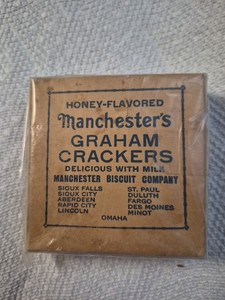 HONEY-FLAVORED
Manchester's
GRAHAM
CRACKERS
DELICIOUS WITH MILK
MANCHESTER BISCUIT COMPANY
SIOUX FALLS ST. PAUL
SIOUX CITY DULUTH
ABERDEEN FARGO
RAPID CITY DES MOINES
LINCOLN MINOT
OMAHA